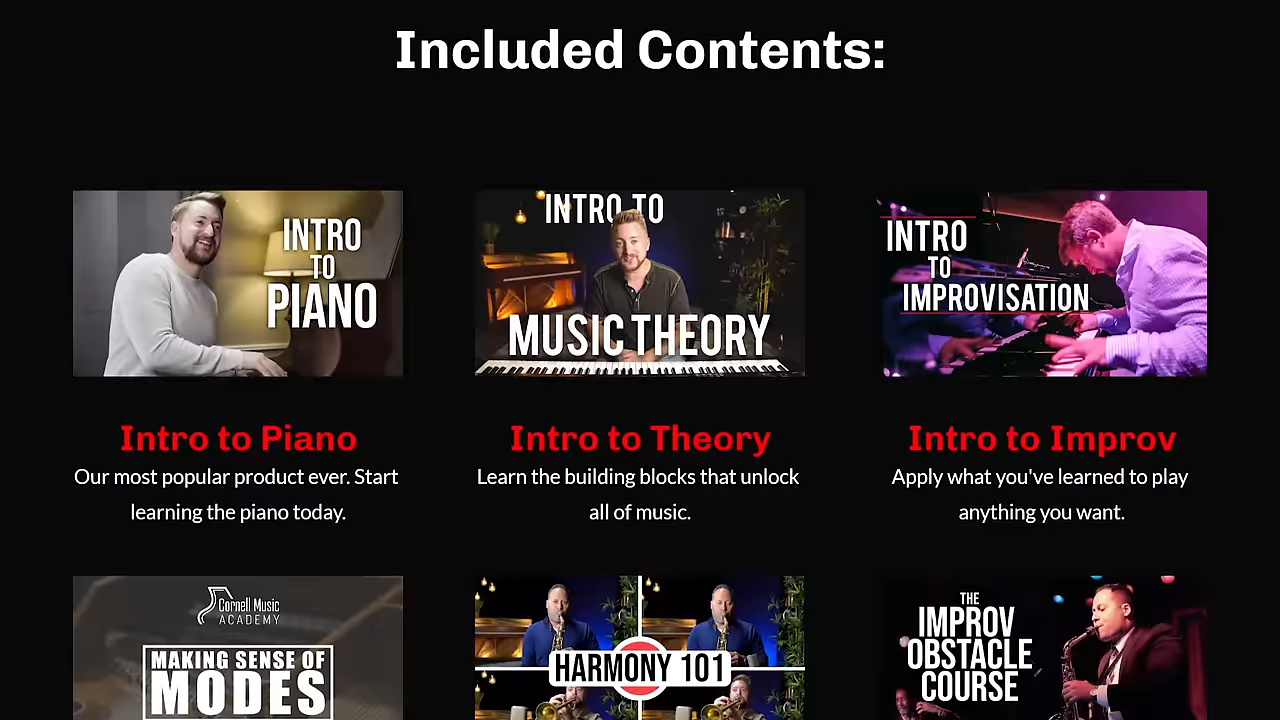 Included Contents:
INTRO
TO
PIANO
INTRO TO
MUSIC THEORY
INTRO
TO
IMPROVISATION
Intro to Piano
Our most popular product ever. Start
learning the piano today.
Intro to Theory
Learn the building blocks that unlock
all of music.
Intro to Improv
Apply what you've learned to play
anything you want.
Cornell Music
ACADEMY
MAKING SENSE OF
MODES
HARMONY 101
THE
IMPROV
OBSTACLE
COURSE